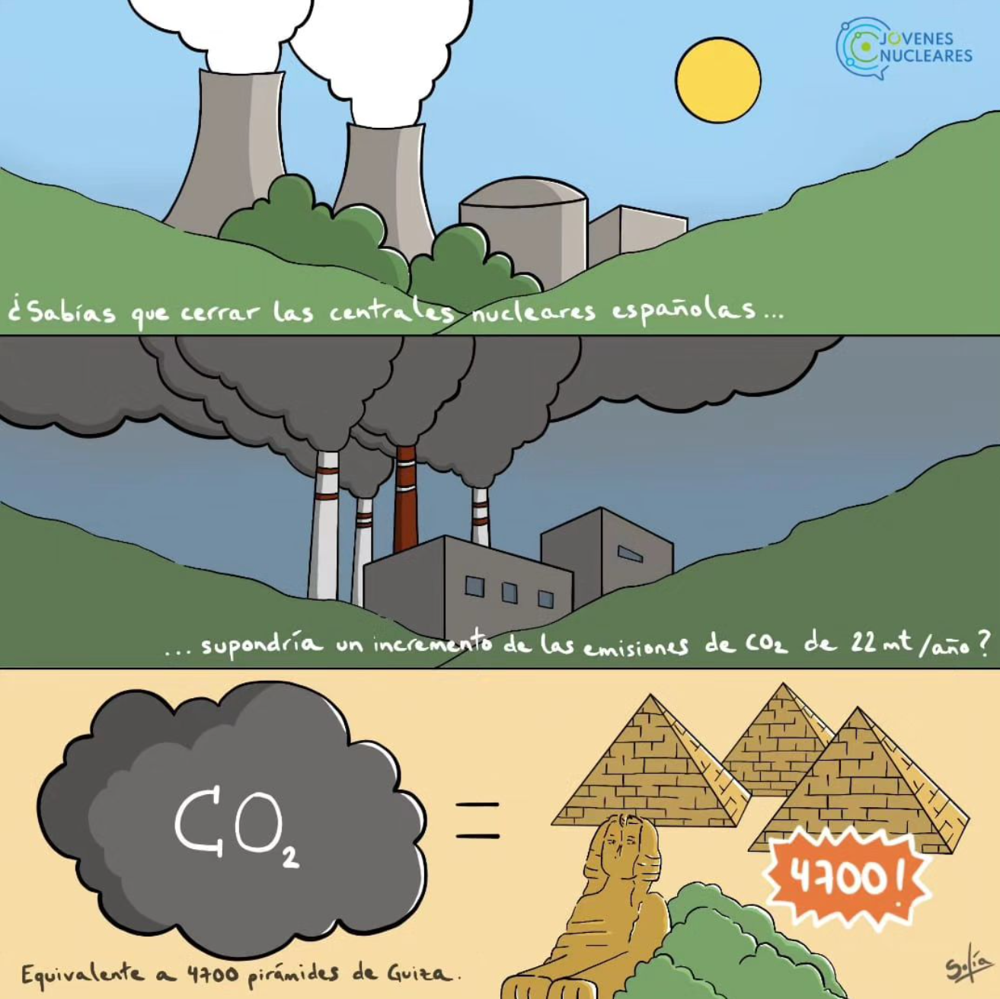 JÓVENES
NUCLEARES
¿Sabías que cerrar las centrales nucleares españolas...
... supondría un incremento de las emisiones de CO₂ de 22 mt/año?
CO₂
=
4700!
Equivalente a 4700 pirámides de Guiza.
Sofía